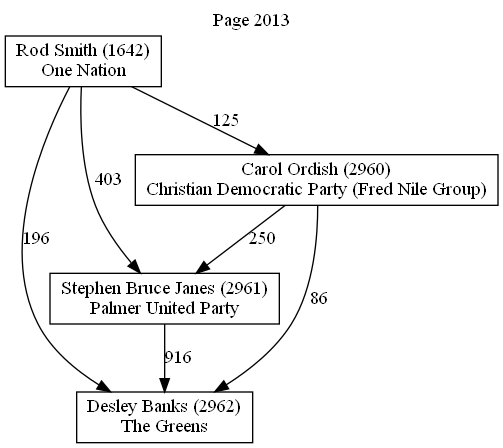 Page 2013
Rod Smith (1642)
One Nation
125
Carol Ordish (2960)
Christian Democratic Party (Fred Nile Group)
403
196
250
86
Stephen Bruce Janes (2961)
Palmer United Party
916
Desley Banks (2962)
The Greens